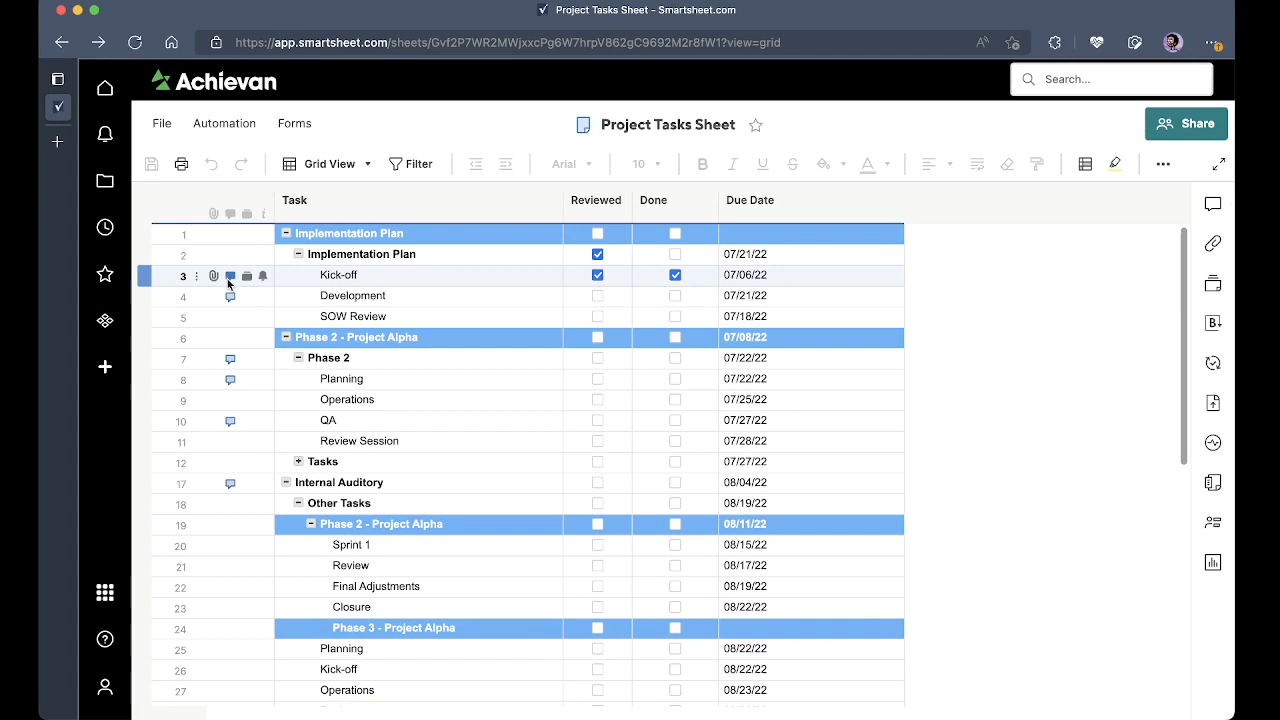 Project Tasks Sheet - Smartsheet.com
https://app.smartsheet.com/sheets/Gvf2P7WR2MWjxxcPg6W7hrpV862gC9692M2r8fW1?view=grid
Achievan
Search...
File Automation Forms
Project Tasks Sheet
Share
Grid View Filter Arial 10 B I U S A
Task Reviewed Done Due Date
1 Implementation Plan
2 Implementation Plan 07/21/22
3 Kick-off 07/06/22
4 Development 07/21/22
5 SOW Review 07/18/22
6 Phase 2 - Project Alpha 07/08/22
7 Phase 2 07/22/22
8 Planning 07/22/22
9 Operations 07/25/22
10 QA 07/27/22
11 Review Session 07/28/22
12 Tasks 07/27/22
17 Internal Auditory 08/04/22
18 Other Tasks 08/19/22
19 Phase 2 - Project Alpha 08/11/22
20 Sprint 1 08/15/22
21 Review 08/17/22
22 Final Adjustments 08/19/22
23 Closure 08/22/22
24 Phase 3 - Project Alpha
25 Planning 08/22/22
26 Kick-off 08/22/22
27 Operations 08/23/22